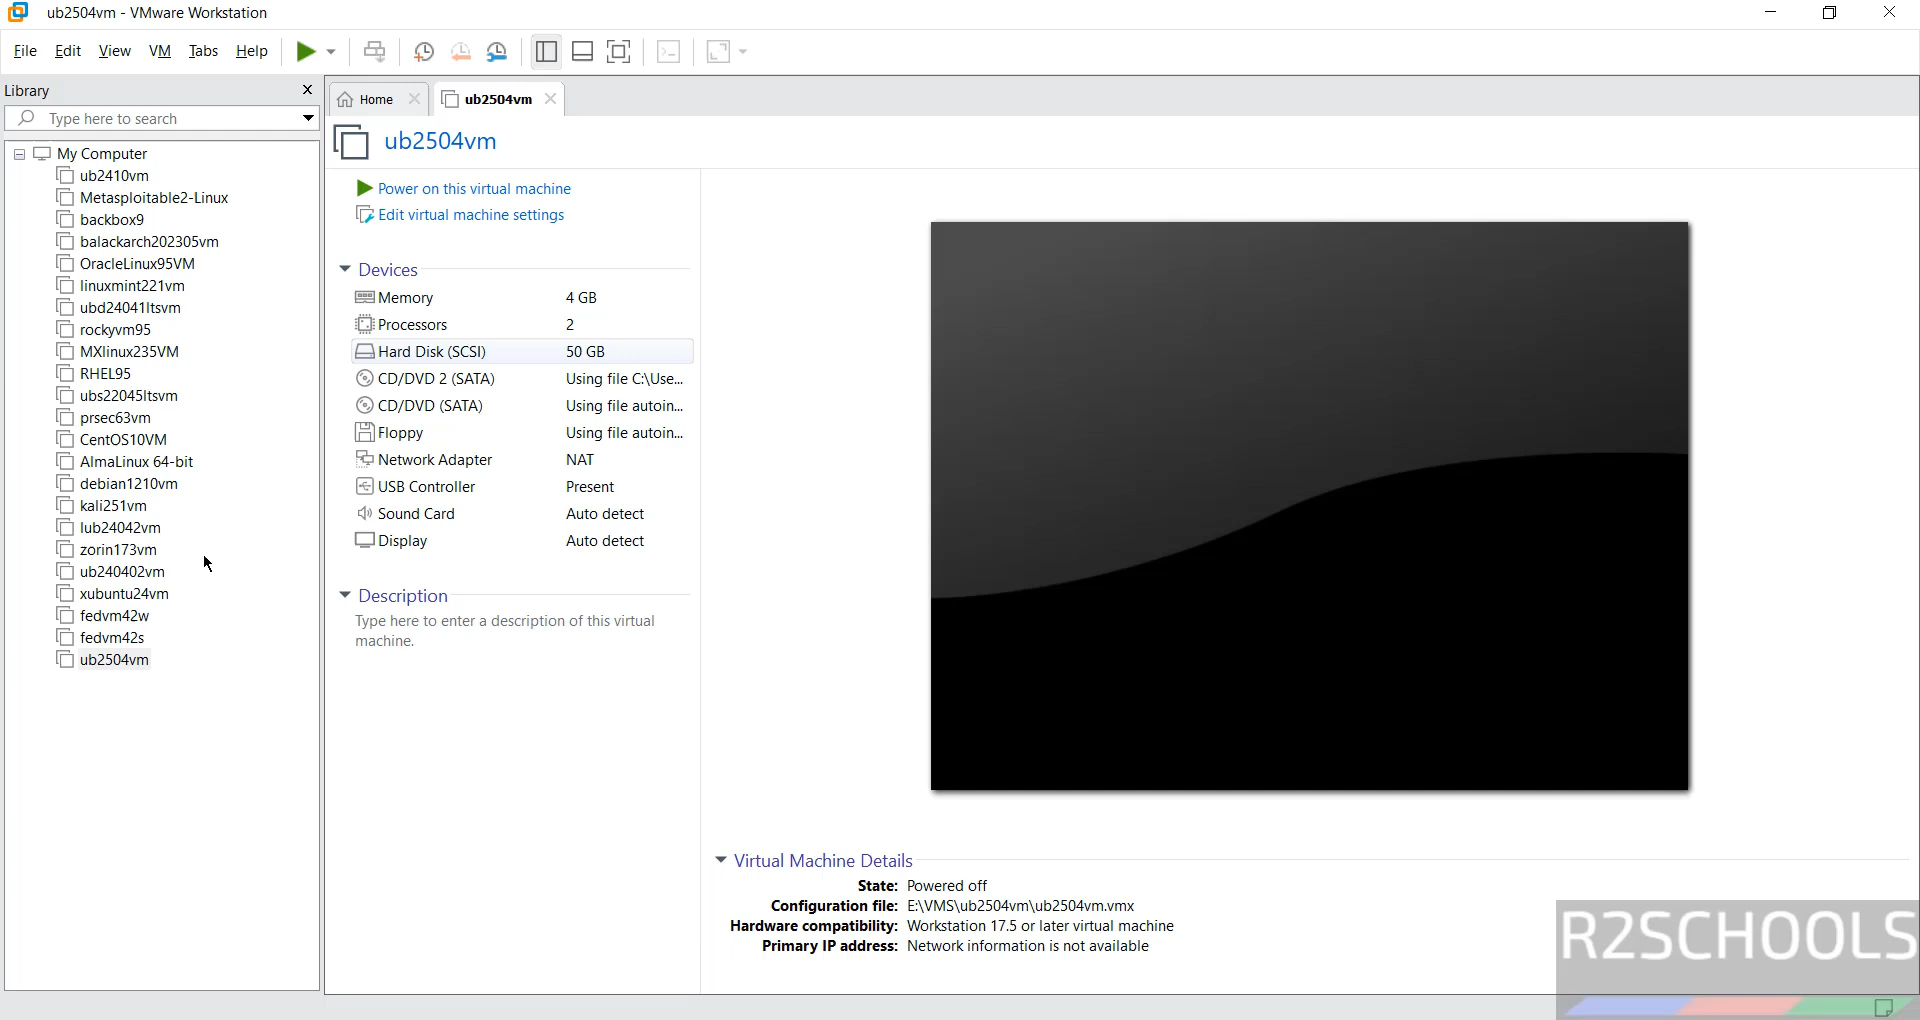 ub2504vm - VMware Workstation
File Edit View VM Tabs Help
Library
Type here to search
My Computer
ub2410vm
Metasploitable2-Linux
backbox9
balackarch202305vm
OracleLinux95VM
linuxmint221vm
ubd24041ltsvm
rockyvm95
MXlinux235VM
RHEL95
ubs22045ltsvm
prsec63vm
CentOS10VM
AlmaLinux 64-bit
debian1210vm
kali251vm
lub24042vm
zorin173vm
ub240402vm
xubuntu24vm
fedvm42w
fedvm42s
ub2504vm
Home ub2504vm
ub2504vm
Power on this virtual machine
Edit virtual machine settings
Devices
Memory 4 GB
Processors 2
Hard Disk (SCSI) 50 GB
CD/DVD 2 (SATA) Using file C:\Use...
CD/DVD (SATA) Using file autoin...
Floppy Using file autoin...
Network Adapter NAT
USB Controller Present
Sound Card Auto detect
Display Auto detect
Description
Type here to enter a description of this virtual
machine.
Virtual Machine Details
State: Powered off
Configuration file: E:\VMS\ub2504vm\ub2504vm.vmx
Hardware compatibility: Workstation 17.5 or later virtual machine
Primary IP address: Network information is not available
R2SCHOOLS